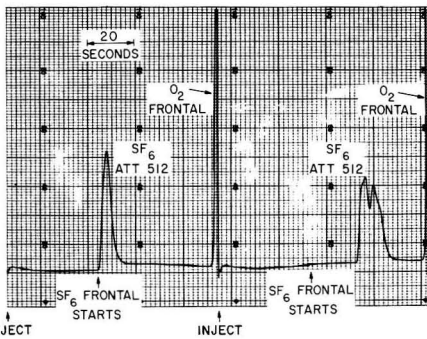 20
SECONDS
O2
FRONTAL
SF6
ATT 512
O2
FRONTAL
SF6
ATT 512
SF6 FRONTAL
STARTS
SF6 FRONTAL
STARTS
JECT
INJECT